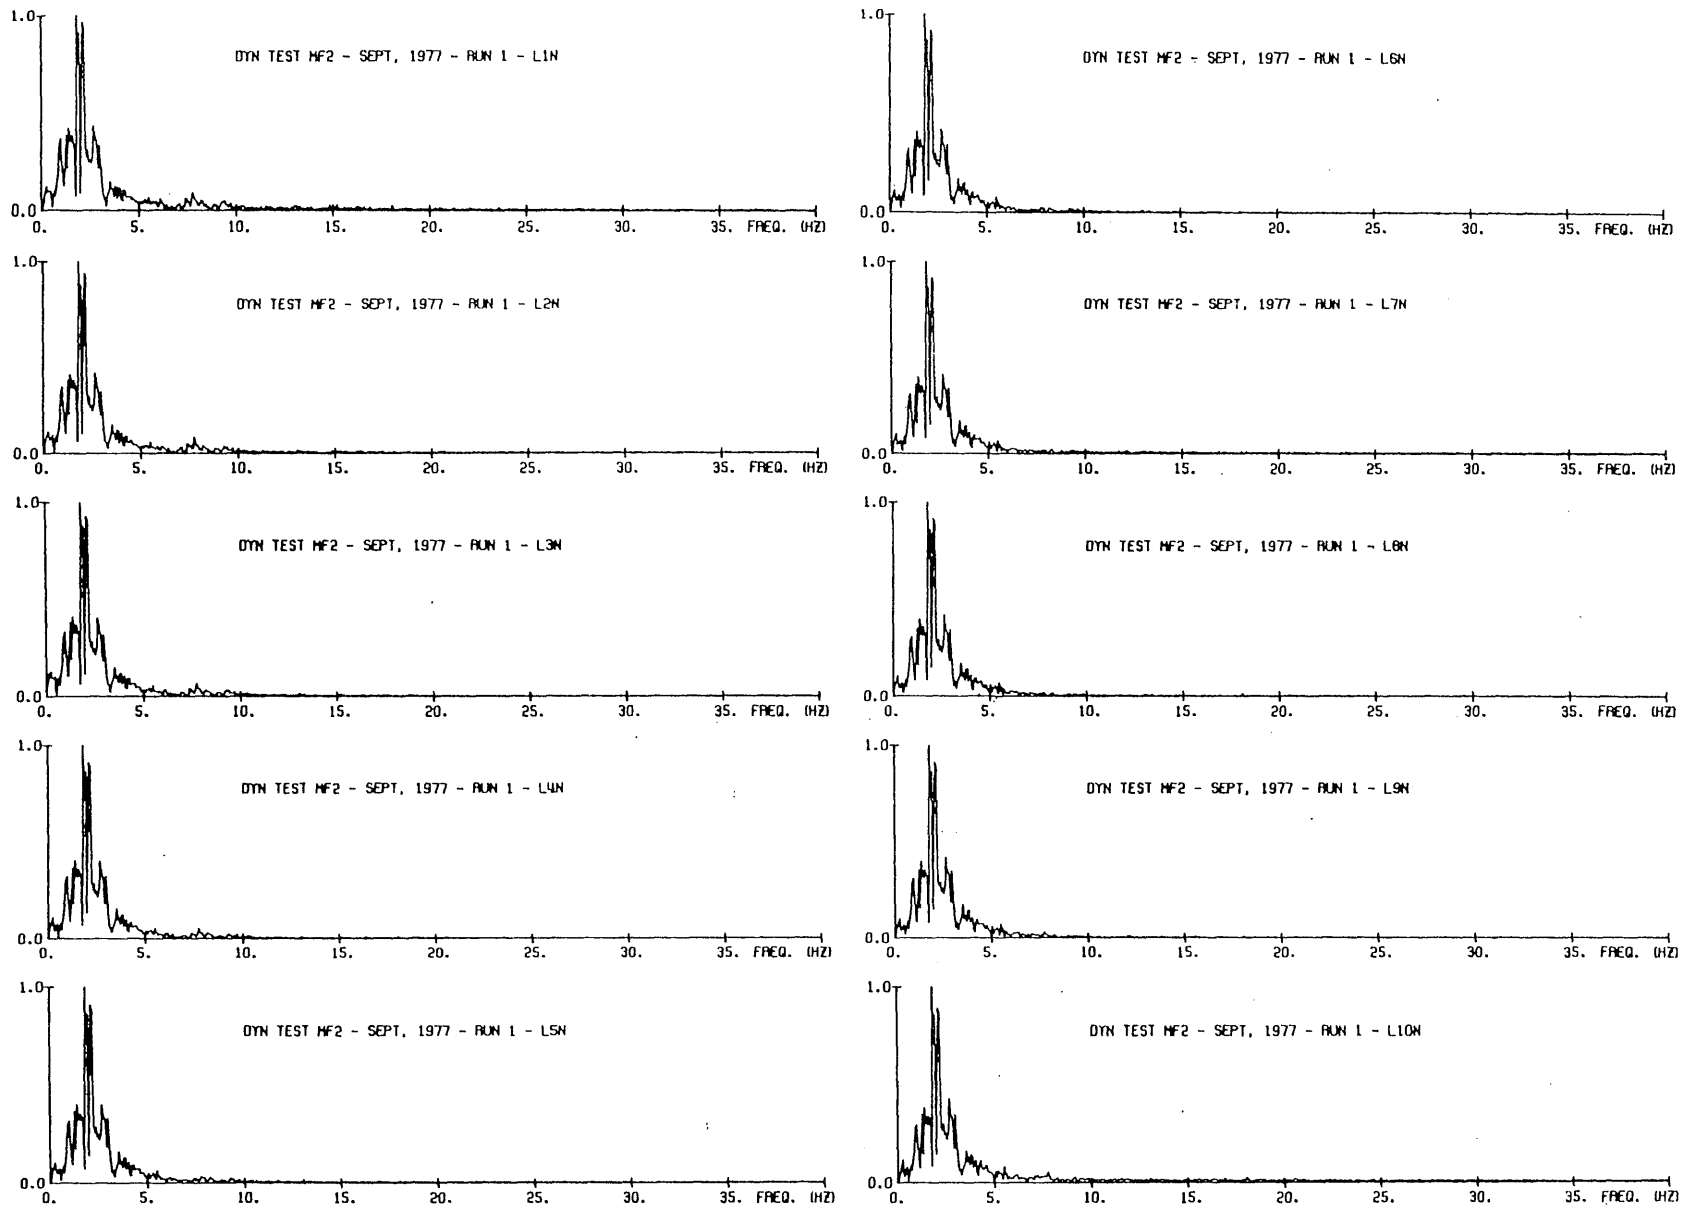 1.0
DYN TEST MF2 - SEPT, 1977 - RUN 1 - L1N
0.0
0. 5. 10. 15. 20. 25. 30. 35. FREQ. (HZ)
1.0
DYN TEST MF2 - SEPT, 1977 - RUN 1 - L2N
0.0
0. 5. 10. 15. 20. 25. 30. 35. FREQ. (HZ)
1.0
DYN TEST MF2 - SEPT, 1977 - RUN 1 - L3N
0.0
0. 5. 10. 15. 20. 25. 30. 35. FREQ. (HZ)
1.0
DYN TEST MF2 - SEPT, 1977 - RUN 1 - L4N
0.0
0. 5. 10. 15. 20. 25. 30. 35. FREQ. (HZ)
1.0
DYN TEST MF2 - SEPT, 1977 - RUN 1 - L5N
0.0
0. 5. 10. 15. 20. 25. 30. 35. FREQ. (HZ)
1.0
DYN TEST MF2 - SEPT, 1977 - RUN 1 - L6N
0.0
0. 5. 10. 15. 20. 25. 30. 35. FREQ. (HZ)
1.0
DYN TEST MF2 - SEPT, 1977 - RUN 1 - L7N
0.0
0. 5. 10. 15. 20. 25. 30. 35. FREQ. (HZ)
1.0
DYN TEST MF2 - SEPT, 1977 - RUN 1 - L8N
0.0
0. 5. 10. 15. 20. 25. 30. 35. FREQ. (HZ)
1.0
DYN TEST MF2 - SEPT, 1977 - RUN 1 - L9N
0.0
0. 5. 10. 15. 20. 25. 30. 35. FREQ. (HZ)
1.0
DYN TEST MF2 - SEPT, 1977 - RUN 1 - L10N
0.0
0. 5. 10. 15. 20. 25. 30. 35. FREQ. (HZ)